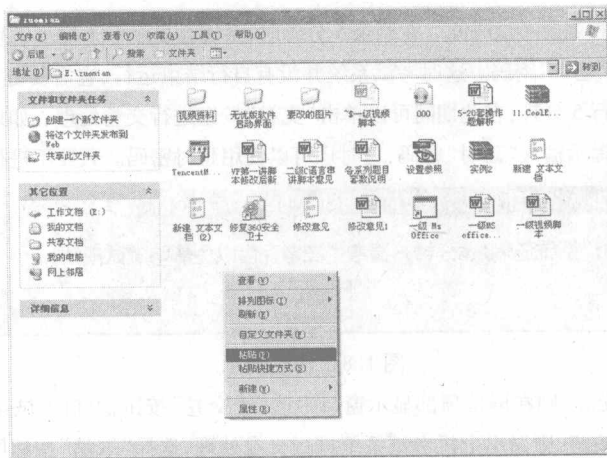 zuomian
文件(F) 编辑(E) 查看(V) 收藏(A) 工具(T) 帮助(H)
后退 搜索 文件夹
地址(D) E:\zuomian 转到
文件和文件夹任务
创建一个新文件夹
将这个文件夹发布到
Web
共享此文件夹
其它位置
工作文档 (E:)
我的文档
共享文档
我的电脑
网上邻居
详细信息
视频资料
无忧版软件
启动界面
更改的图片
一级视频
脚本
000
5-20套操作
题解析
11.CoolE...
TencentM...
VF第一讲脚
本修改后新
二级C语言串
讲脚本意见
各系列题目
套数说明
设置参照
实例2
新建 文本文
档
新建 文本文
档 (2)
修复360安全
卫士
修改意见
修改意见1
一级 Ms
Office
一级MS
office...
一级视频脚
本
查看(V)
排列图标(I)
刷新(E)
自定义文件夹(F)
粘贴(P)
粘贴快捷方式(S)
新建(W)
属性(R)